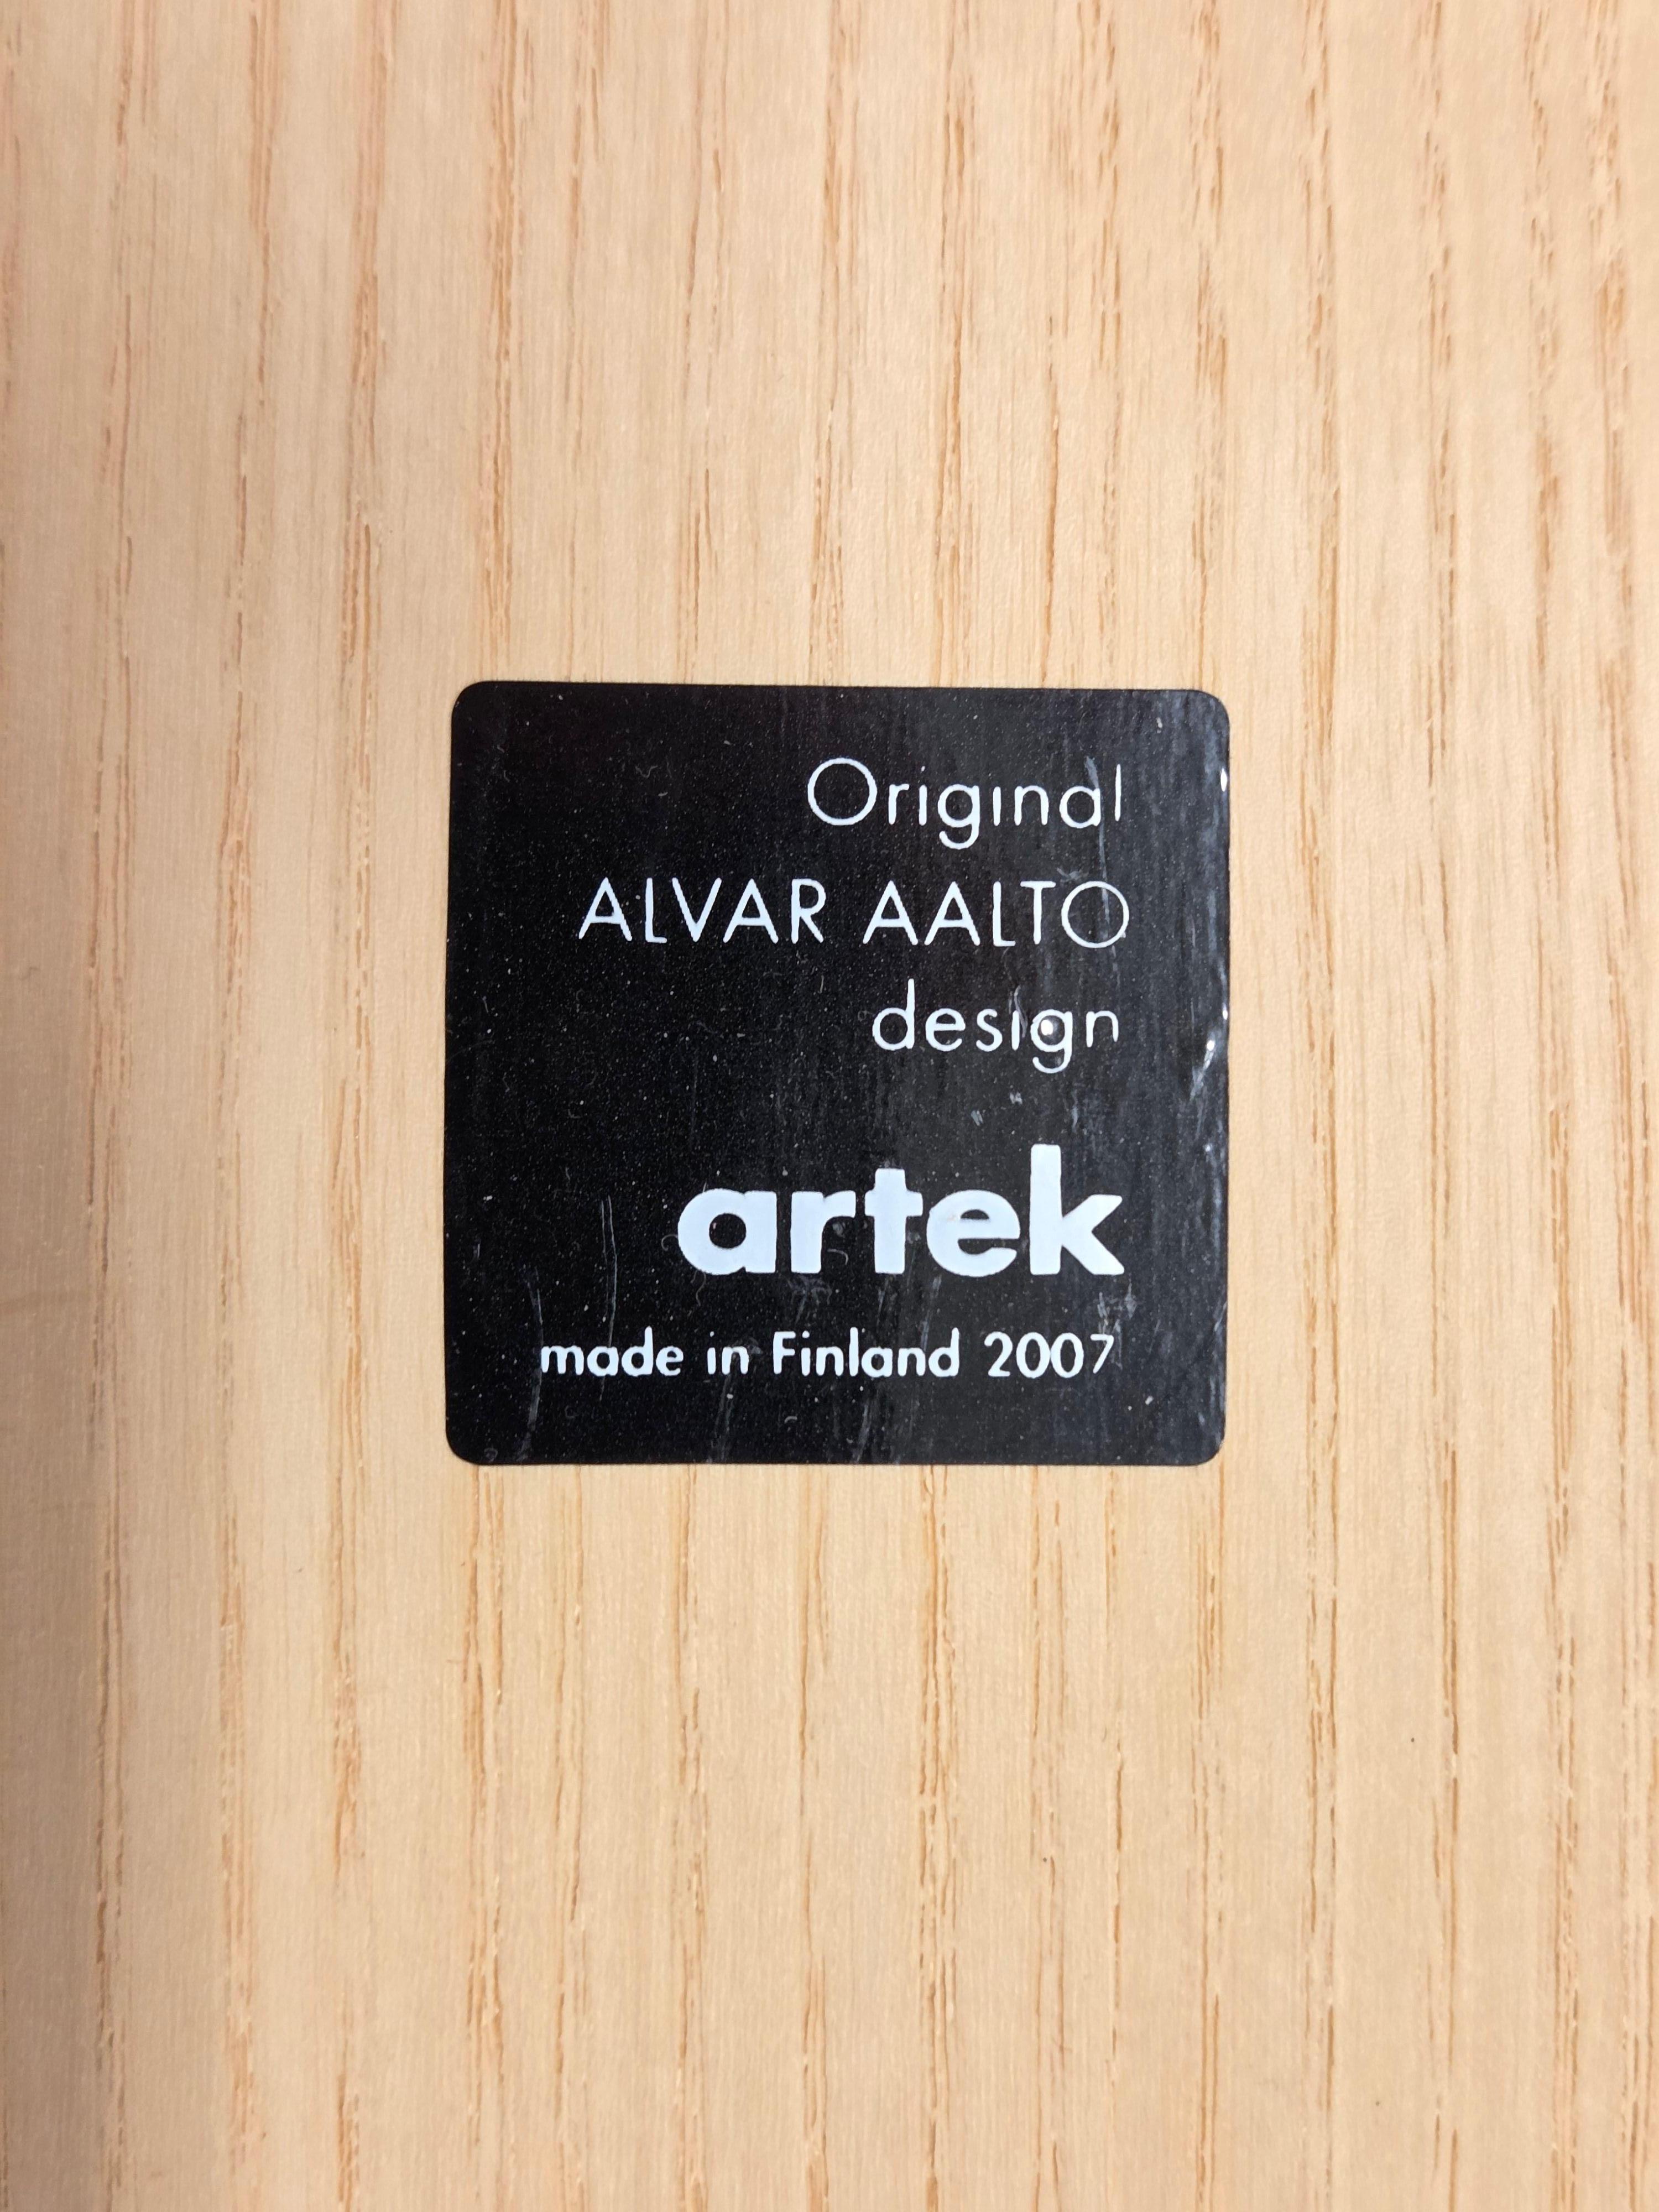 Original
ALVAR AALTO
design
artek
made in Finland 2007